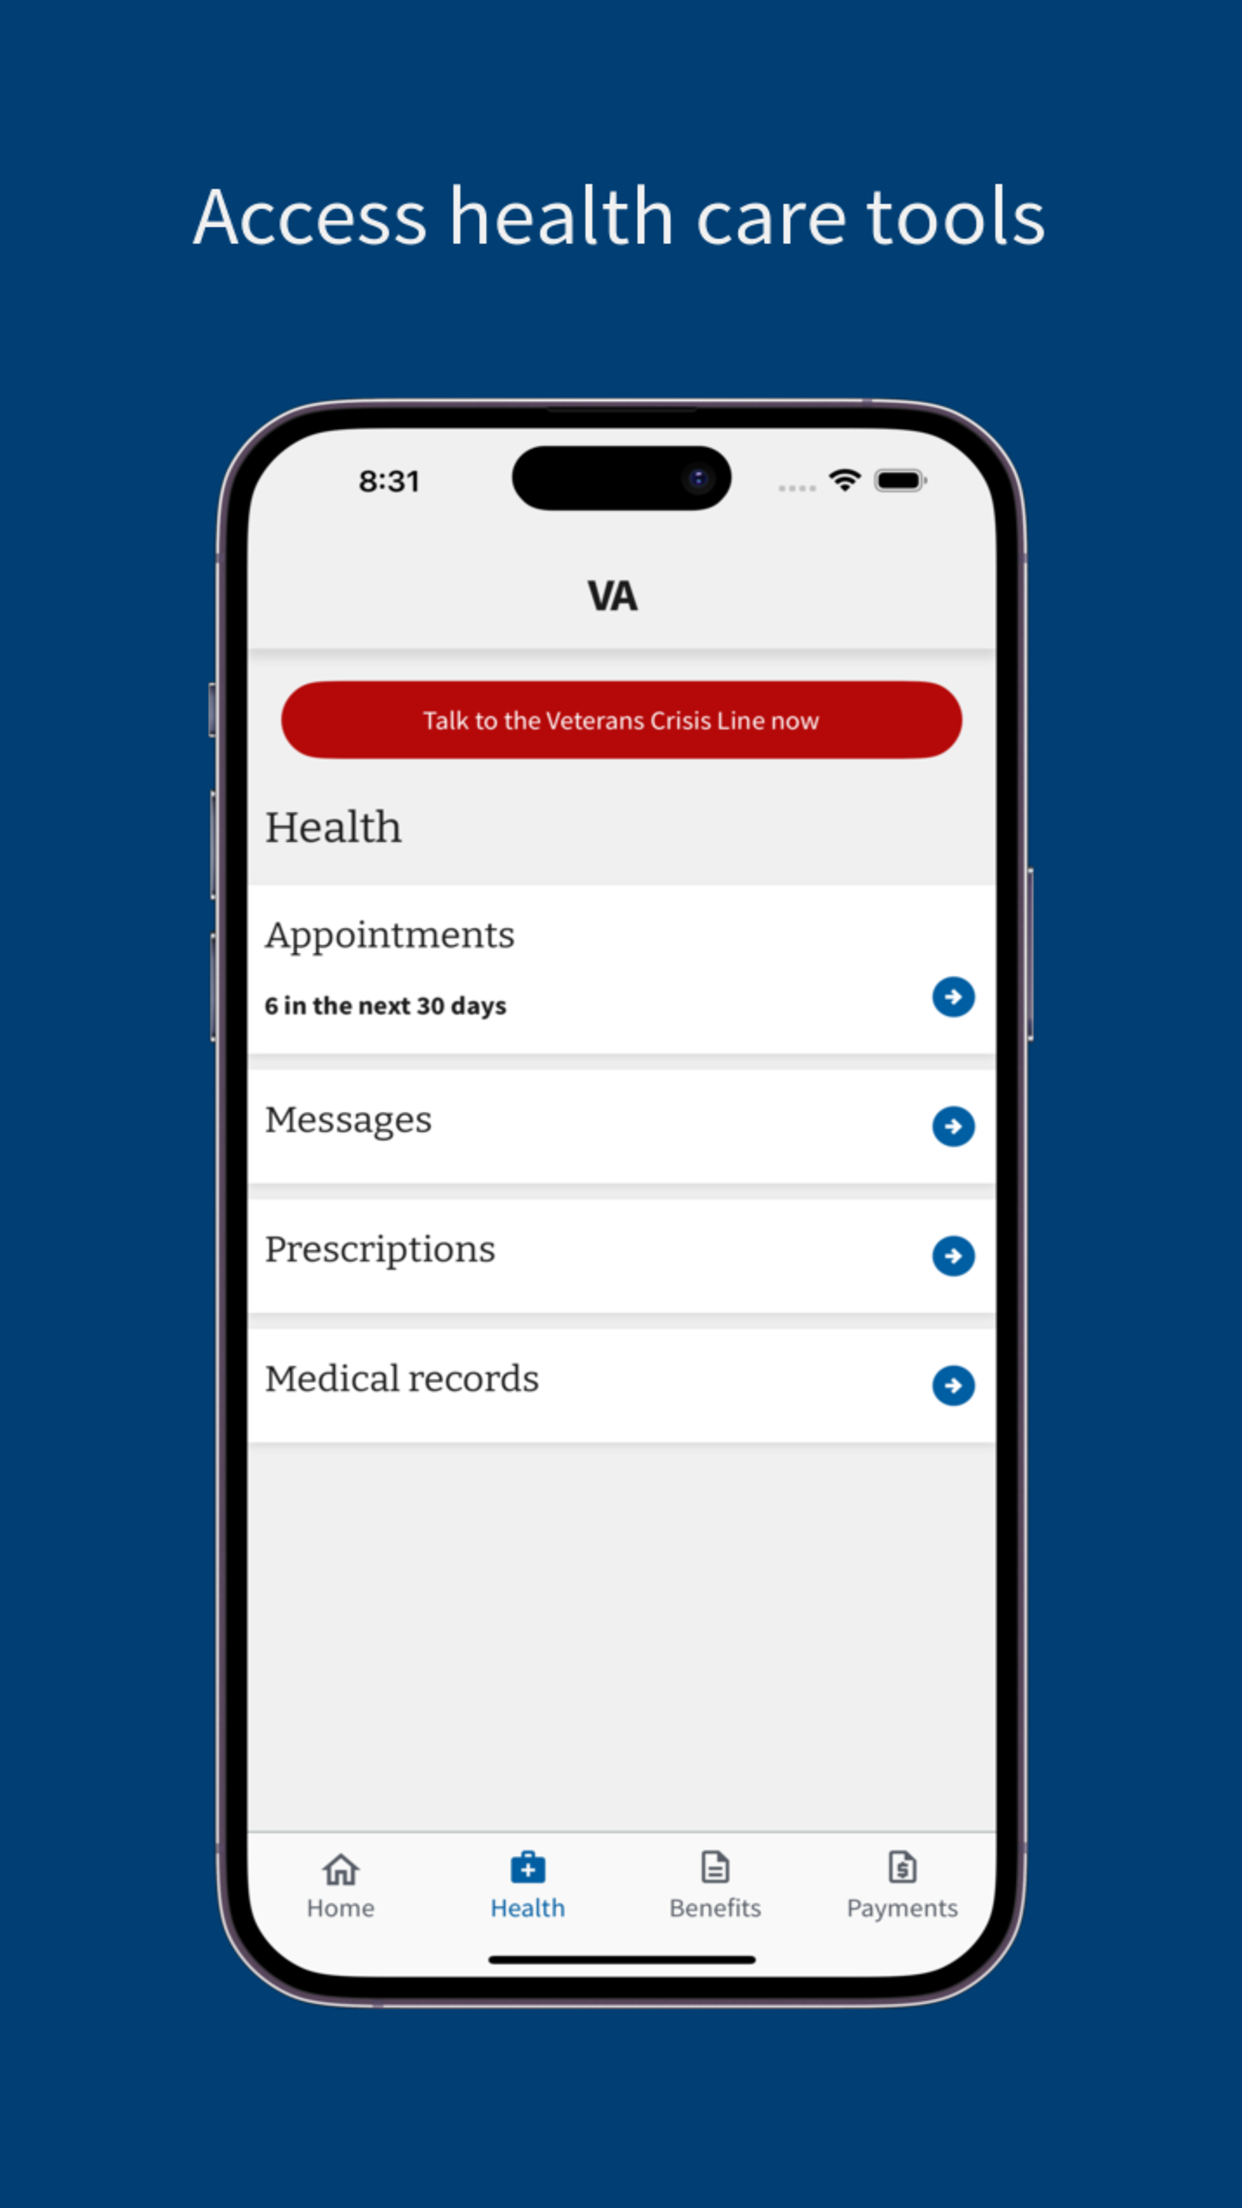 Access health care tools
8:31
VA
Talk to the Veterans Crisis Line now
Health
Appointments
6 in the next 30 days
Messages
Prescriptions
Medical records
Home Health Benefits Payments